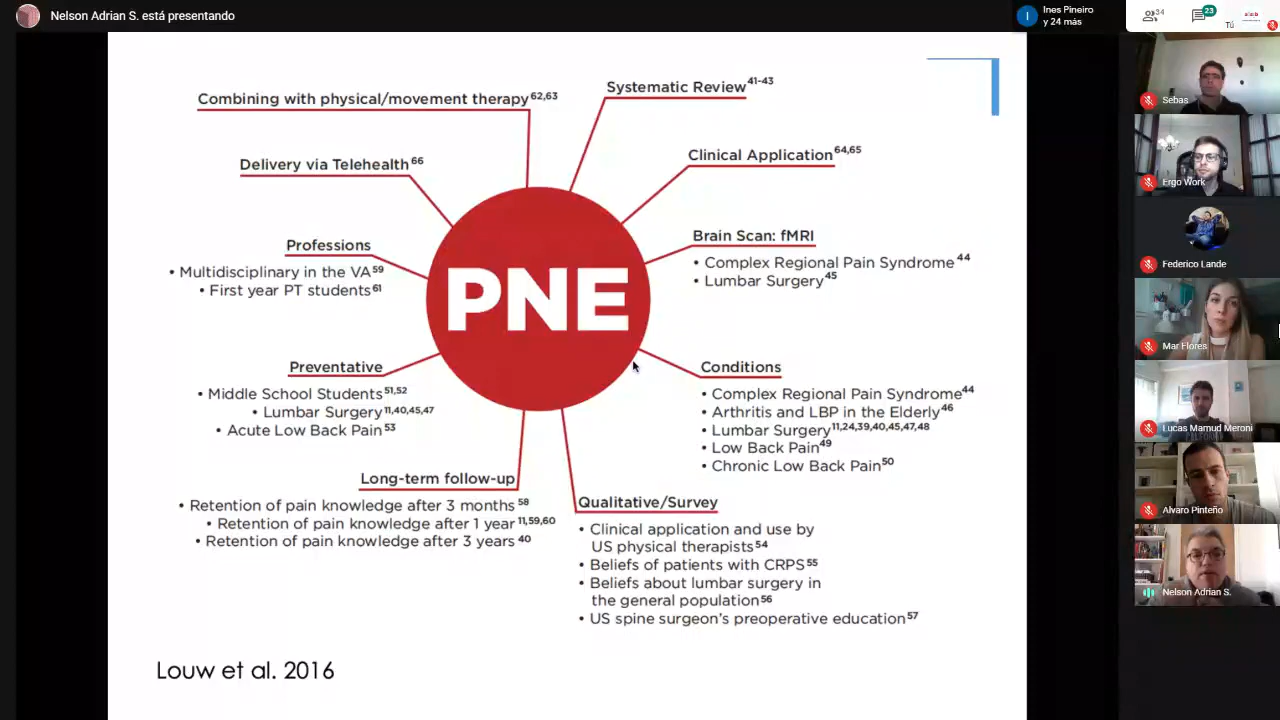 Nelson Adrian S. está presentando
Ines Pineiro
y 24 más
I
34
23
Tú
Combining with physical/movement therapy62,63
Systematic Review41-43
Delivery via Telehealth66
Clinical Application64,65
Professions
• Multidisciplinary in the VA59
• First year PT students61
Brain Scan: fMRI
• Complex Regional Pain Syndrome44
• Lumbar Surgery45
PNE
Preventative
• Middle School Students51,52
• Lumbar Surgery11,40,45,47
• Acute Low Back Pain53
Conditions
• Complex Regional Pain Syndrome44
• Arthritis and LBP in the Elderly46
• Lumbar Surgery11,24,39,40,45,47,48
• Low Back Pain49
• Chronic Low Back Pain50
Long-term follow-up
• Retention of pain knowledge after 3 months58
• Retention of pain knowledge after 1 year11,59,60
• Retention of pain knowledge after 3 years40
Qualitative/Survey
• Clinical application and use by
US physical therapists54
• Beliefs of patients with CRPS55
• Beliefs about lumbar surgery in
the general population56
• US spine surgeon's preoperative education57
Louw et al. 2016
Sebas
Ergo Work
Federico Lande
Mar Flores
Lucas Mamud Meroni
Alvaro Pinteño
Nelson Adrian S.